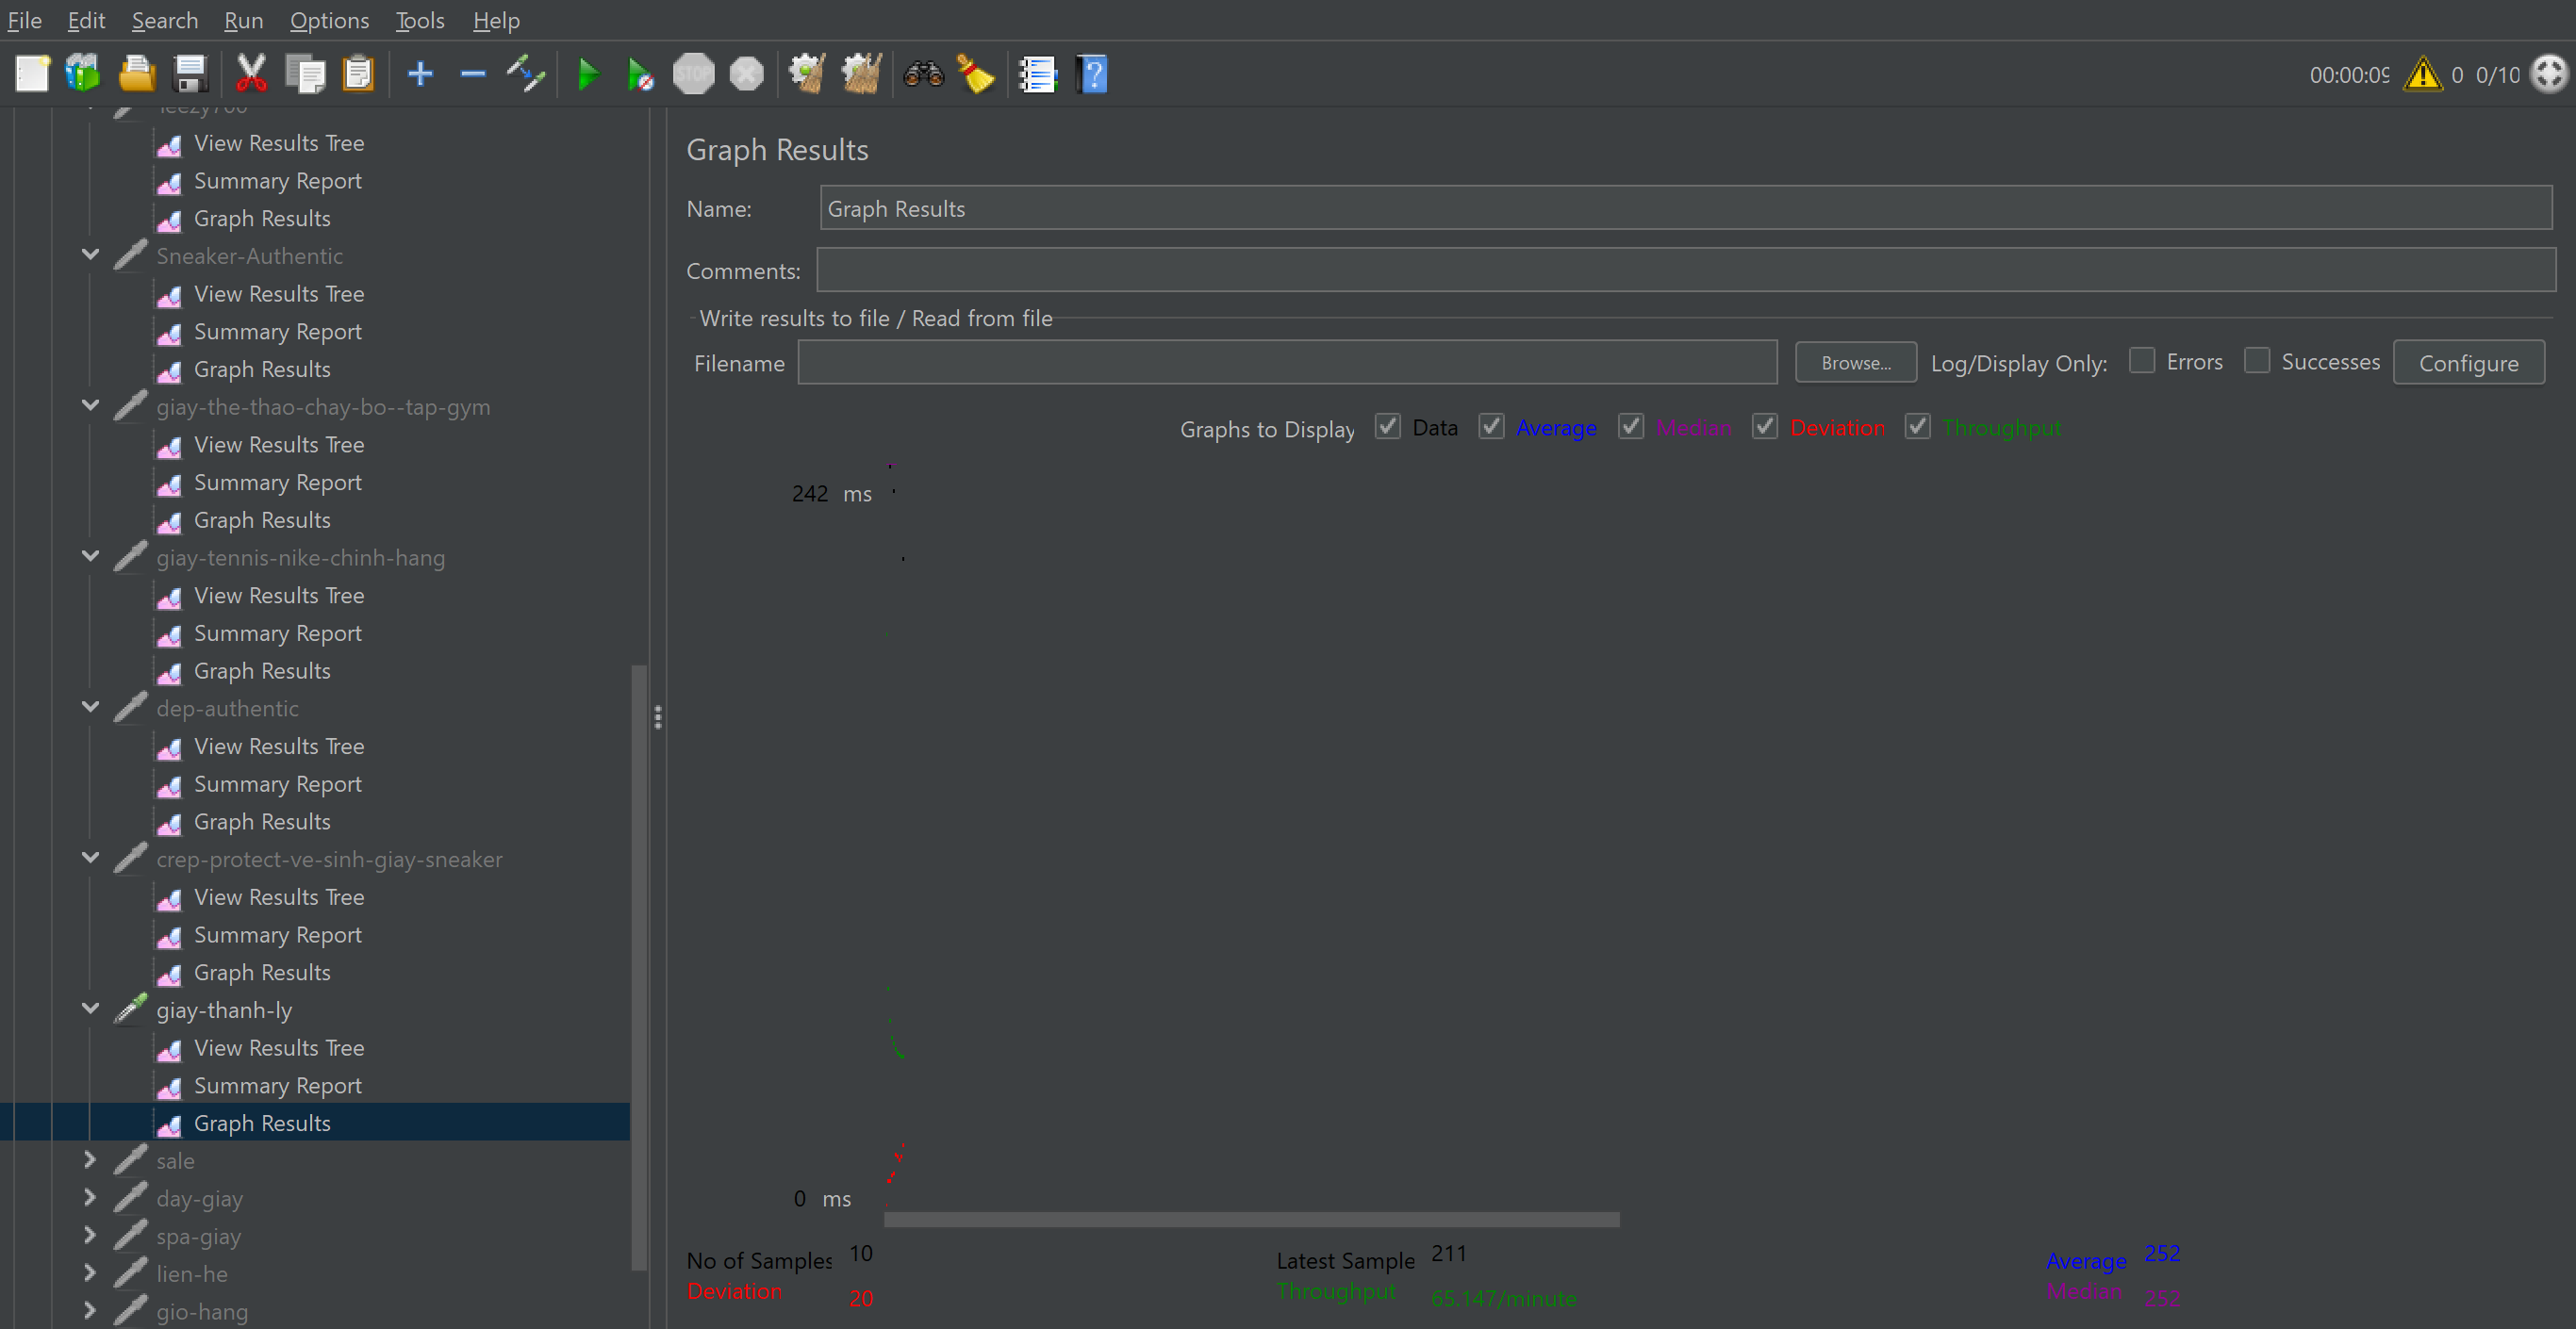 File Edit Search Run Options Tools Help
STOP
00:00:09 0 0/10
View Results Tree
Summary Report
Graph Results
Sneaker-Authentic
View Results Tree
Summary Report
Graph Results
giay-the-thao-chay-bo--tap-gym
View Results Tree
Summary Report
Graph Results
giay-tennis-nike-chinh-hang
View Results Tree
Summary Report
Graph Results
dep-authentic
View Results Tree
Summary Report
Graph Results
crep-protect-ve-sinh-giay-sneaker
View Results Tree
Summary Report
Graph Results
giay-thanh-ly
View Results Tree
Summary Report
Graph Results
sale
day-giay
spa-giay
lien-he
gio-hang
Graph Results
Name: Graph Results
Comments:
Write results to file / Read from file
Filename Browse... Log/Display Only: Errors Successes Configure
Graphs to Display Data Average Median Deviation Throughput
242 ms
0 ms
No of Samples 10 Latest Sample 211 Average 252
Deviation 20 Throughput 65.147/minute Median 252